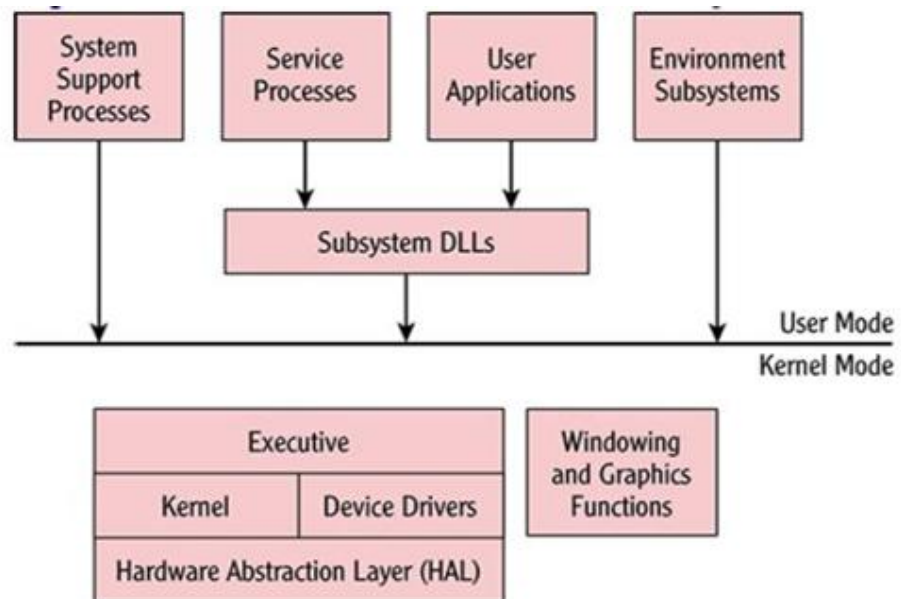 System
Support
Processes
Service
Processes
User
Applications
Environment
Subsystems
Subsystem DLLs
User Mode
Kernel Mode
Executive
Kernel
Device Drivers
Hardware Abstraction Layer (HAL)
Windowing
and Graphics
Functions